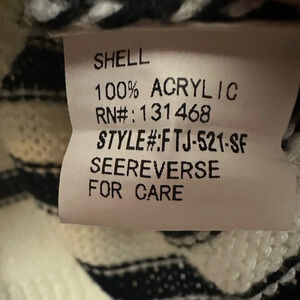 SHELL
100% ACRYLIC
RN#:131468
STYLE#:FTJ-521-SF
SEEREVERSE
FOR CARE